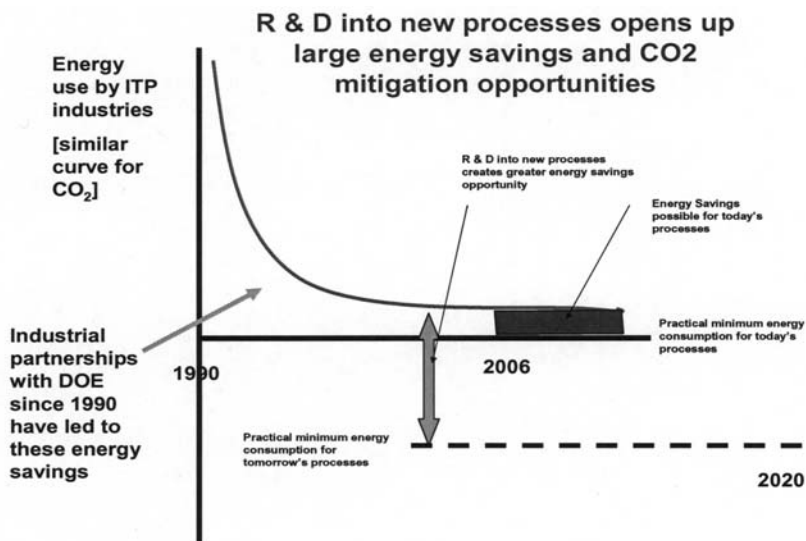 R & D into new processes opens up
large energy savings and CO2
mitigation opportunities
Energy
use by ITP
industries
[similar
curve for
CO₂]
R & D into new processes
creates greater energy savings
opportunity
Energy Savings
possible for today's
processes
Industrial
partnerships
with DOE
since 1990
have led to
these energy
savings
1990
2006
Practical minimum energy
consumption for today's
processes
Practical minimum energy
consumption for
tomorrow's processes
2020